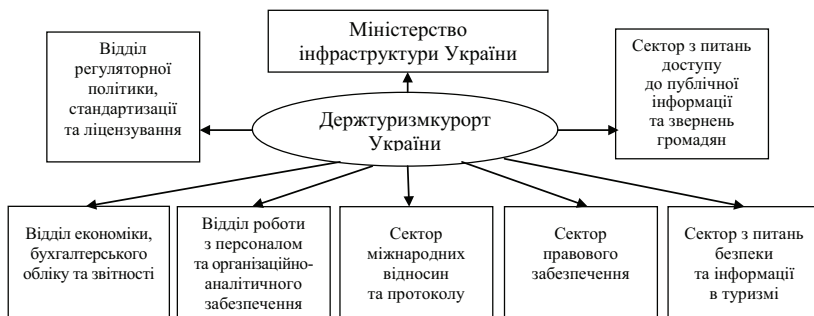 Міністерство
інфраструктури України
Відділ
регуляторної
політики,
стандартизації
та ліцензування
Сектор з питань
доступу
до публічної
інформації
та звернень
громадян
Держтуризмкурорт
України
Відділ економіки,
бухгалтерського
обліку та звітності
Відділ роботи
з персоналом
та організаційно-
аналітичного
забезпечення
Сектор
міжнародних
відносин
та протоколу
Сектор
правового
забезпечення
Сектор з питань
безпеки
та інформації
в туризмі